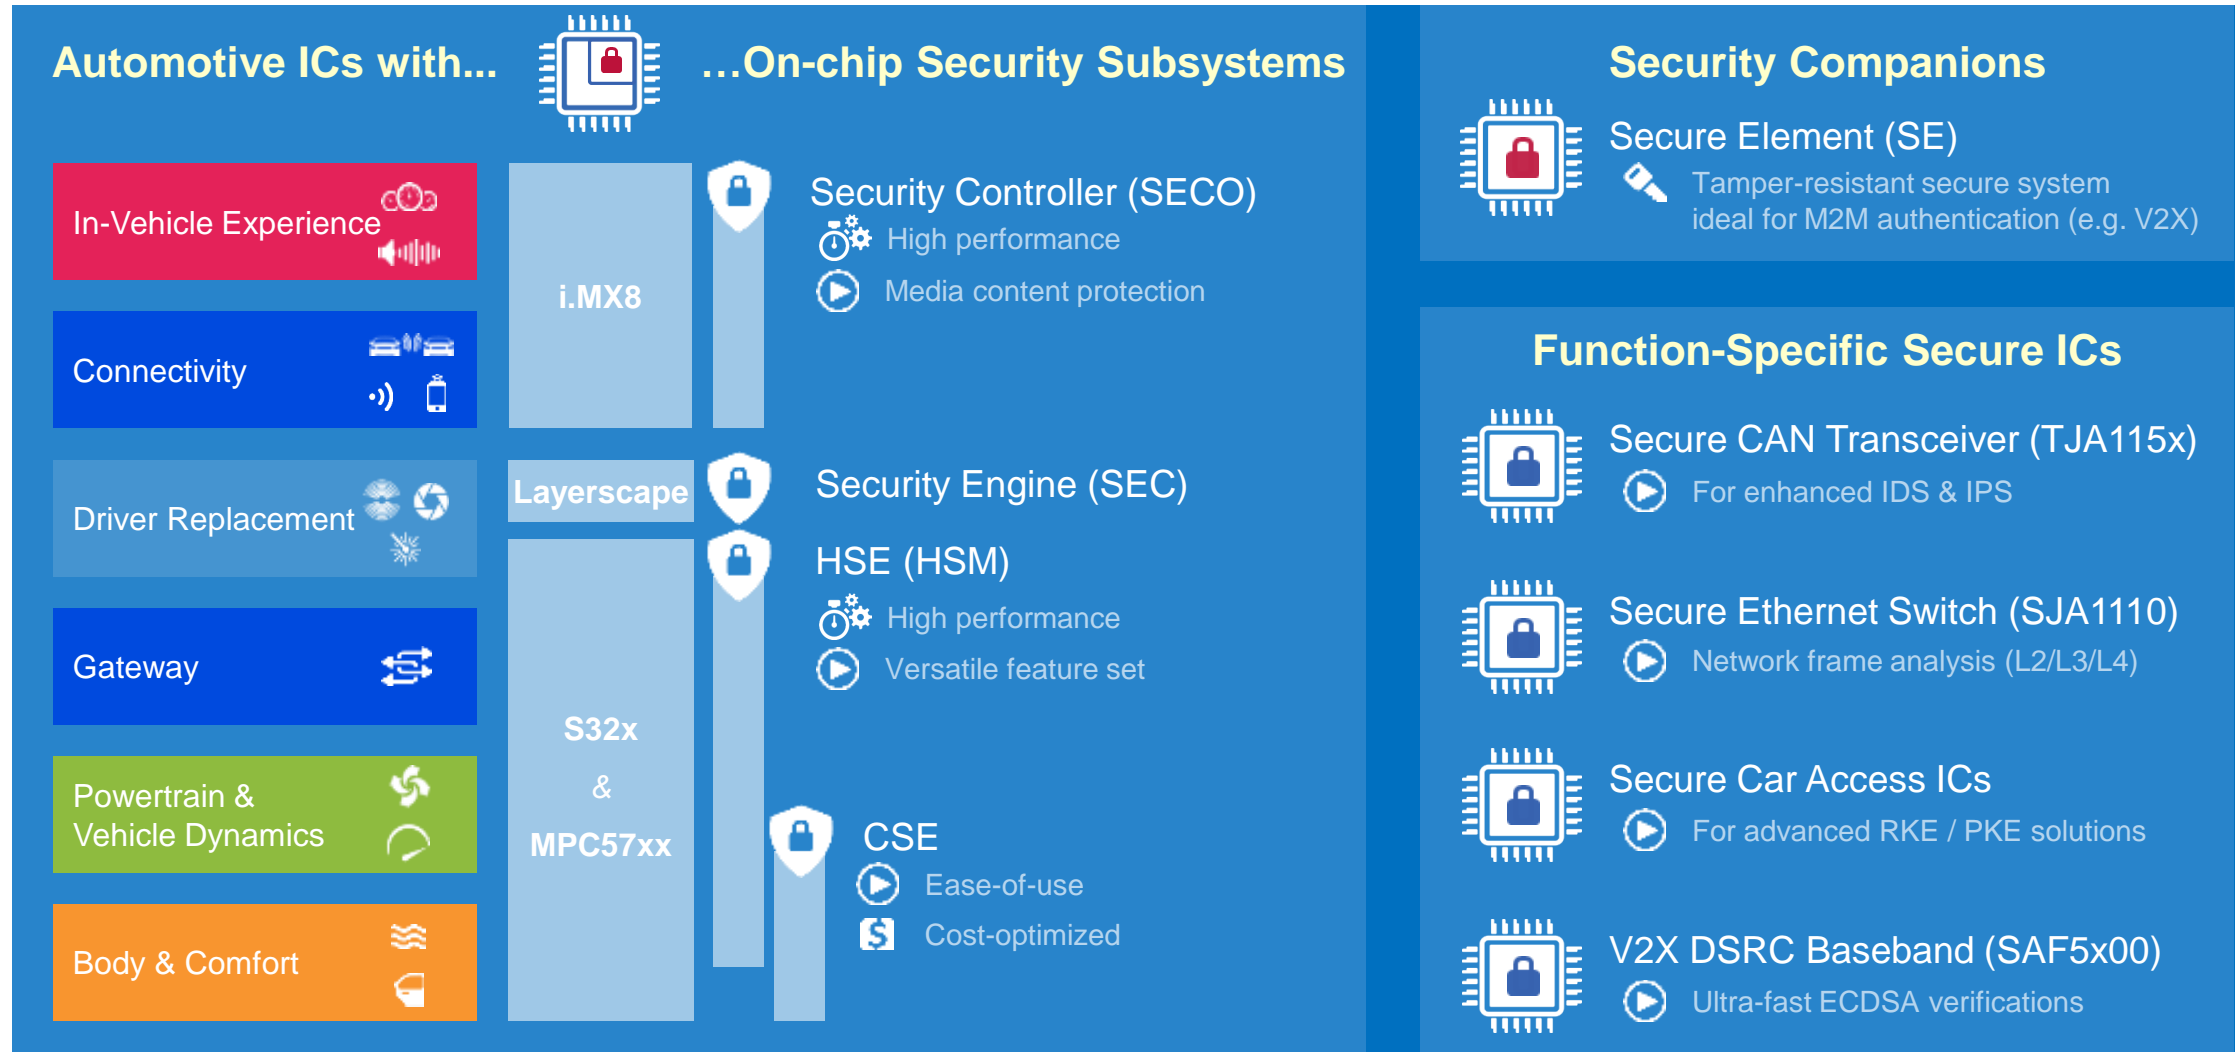 Automotive ICs with...
…On-chip Security Subsystems
In-Vehicle Experience
Connectivity
Driver Replacement
Gateway
Powertrain &
Vehicle Dynamics
Body & Comfort
i.MX8
Layerscape
S32x
&
MPC57xx
Security Controller (SECO)
High performance
Media content protection
Security Engine (SEC)
HSE (HSM)
High performance
Versatile feature set
CSE
Ease-of-use
$ Cost-optimized
Security Companions
Secure Element (SE)
Tamper-resistant secure system
ideal for M2M authentication (e.g. V2X)
Function-Specific Secure ICs
Secure CAN Transceiver (TJA115x)
For enhanced IDS & IPS
Secure Ethernet Switch (SJA1110)
Network frame analysis (L2/L3/L4)
Secure Car Access ICs
For advanced RKE / PKE solutions
V2X DSRC Baseband (SAF5x00)
Ultra-fast ECDSA verifications